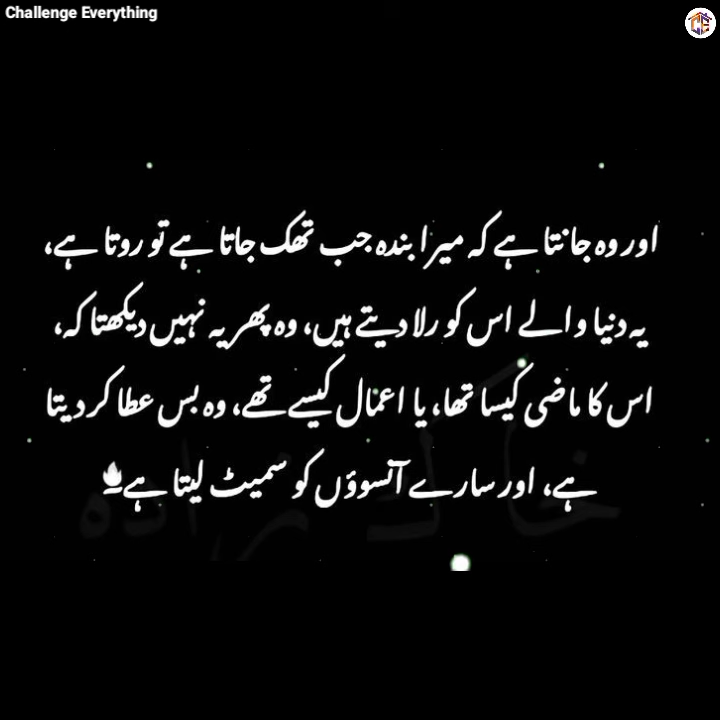 Challenge Everything
اور وہ جانتا ہے کہ میرا بندہ جب تھک جاتا ہے تو روتا ہے،
یہ دنیا والے اس کو رلا دیتے ہیں، وہ پھر یہ نہیں دیکھتا کہ،
اس کا ماضی کیسا تھا، یا اعمال کیسے تھے، وہ بس عطا کر دیتا
ہے، اور سارے آنسوؤں کو سمیٹ لیتا ہے
خاک زادہ